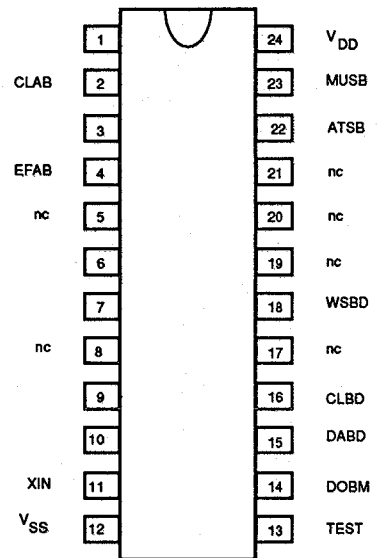 1 24 VDD
CLAB 2 23 MUSB
3 22 ATSB
EFAB 4 21 nc
nc 5 20 nc
6 19 nc
7 18 WSBD
nc 8 17 nc
9 16 CLBD
10 15 DABD
XIN 11 14 DOBM
VSS 12 13 TEST